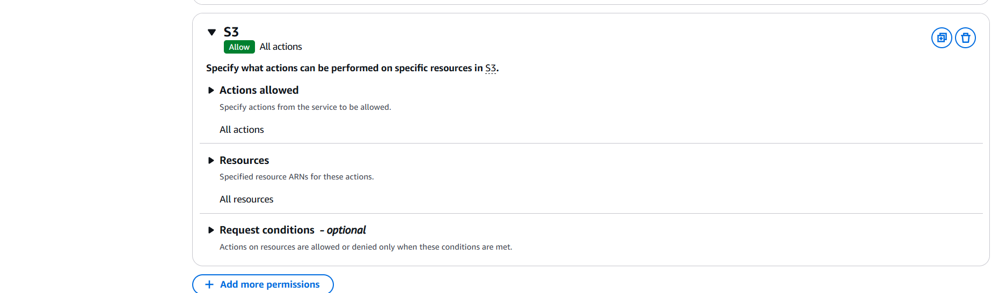 S3
Allow All actions
Specify what actions can be performed on specific resources in S3.
Actions allowed
Specify actions from the service to be allowed.
All actions
Resources
Specified resource ARNs for these actions.
All resources
Request conditions - optional
Actions on resources are allowed or denied only when these conditions are met.
+ Add more permissions